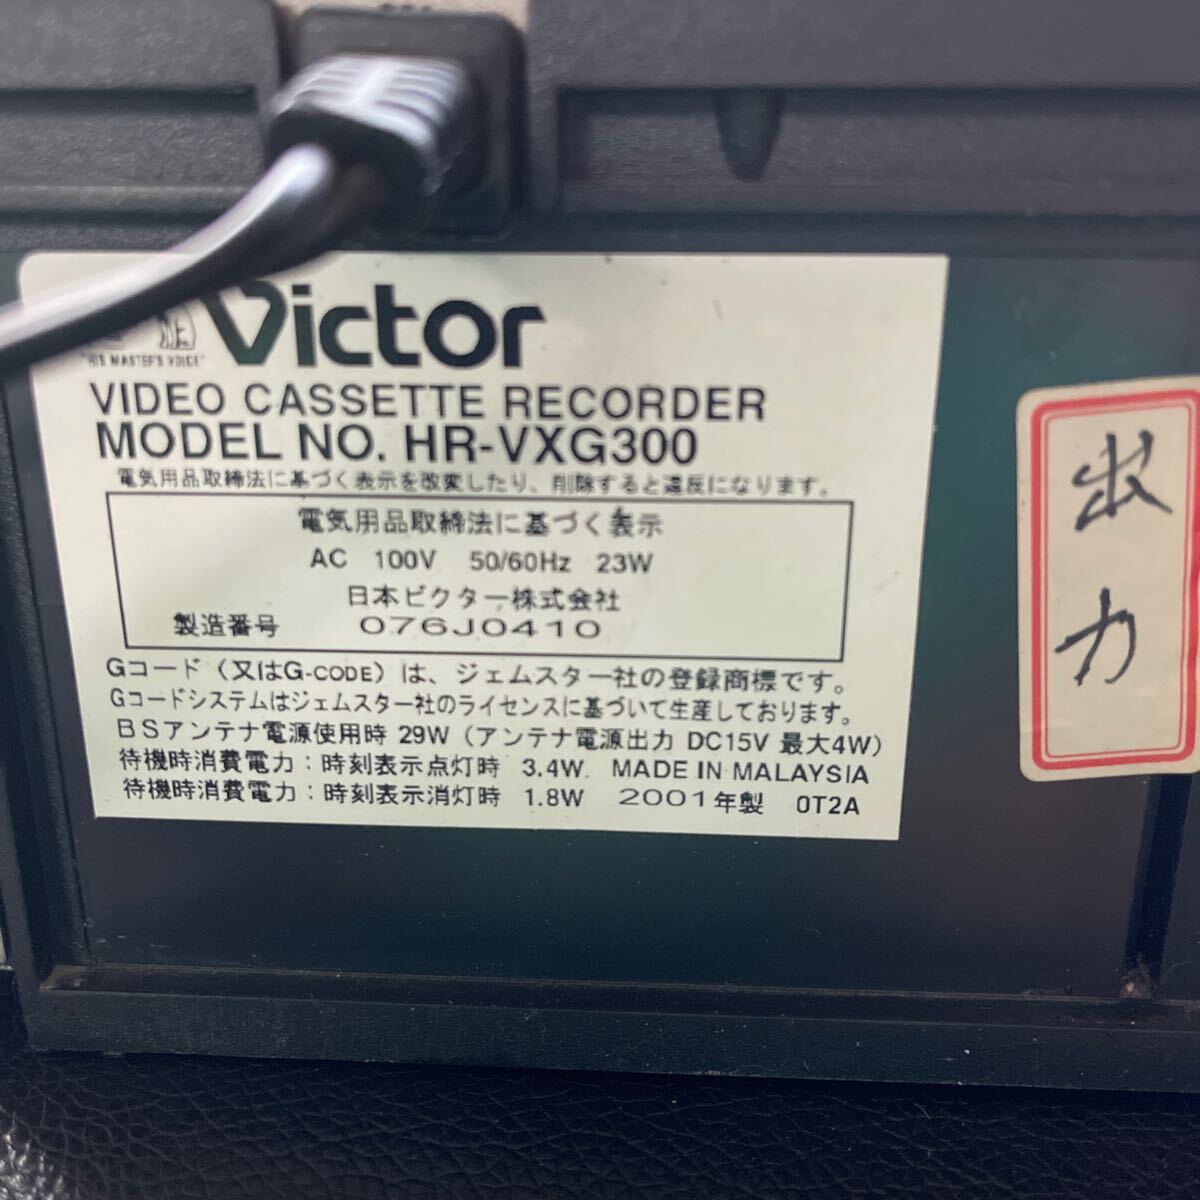 Victor
"HIS MASTER'S VOICE"
VIDEO CASSETTE RECORDER
MODEL NO. HR-VXG300
電気用品取締法に基づく表示を改変したり、削除すると違反になります。
電気用品取締法に基づく表示
AC 100V 50/60Hz 23W
日本ビクター株式会社
製造番号 076J0410
Gコード(又はG-CODE)は、ジェムスター社の登録商標です。
Gコードシステムはジェムスター社のライセンスに基づいて生産しております。
BSアンテナ電源使用時 29W(アンテナ電源出力 DC15V 最大4W)
待機時消費電力:時刻表示点灯時 3.4W. MADE IN MALAYSIA
待機時消費電力:時刻表示消灯時 1.8W 2001年製 0T2A
出力